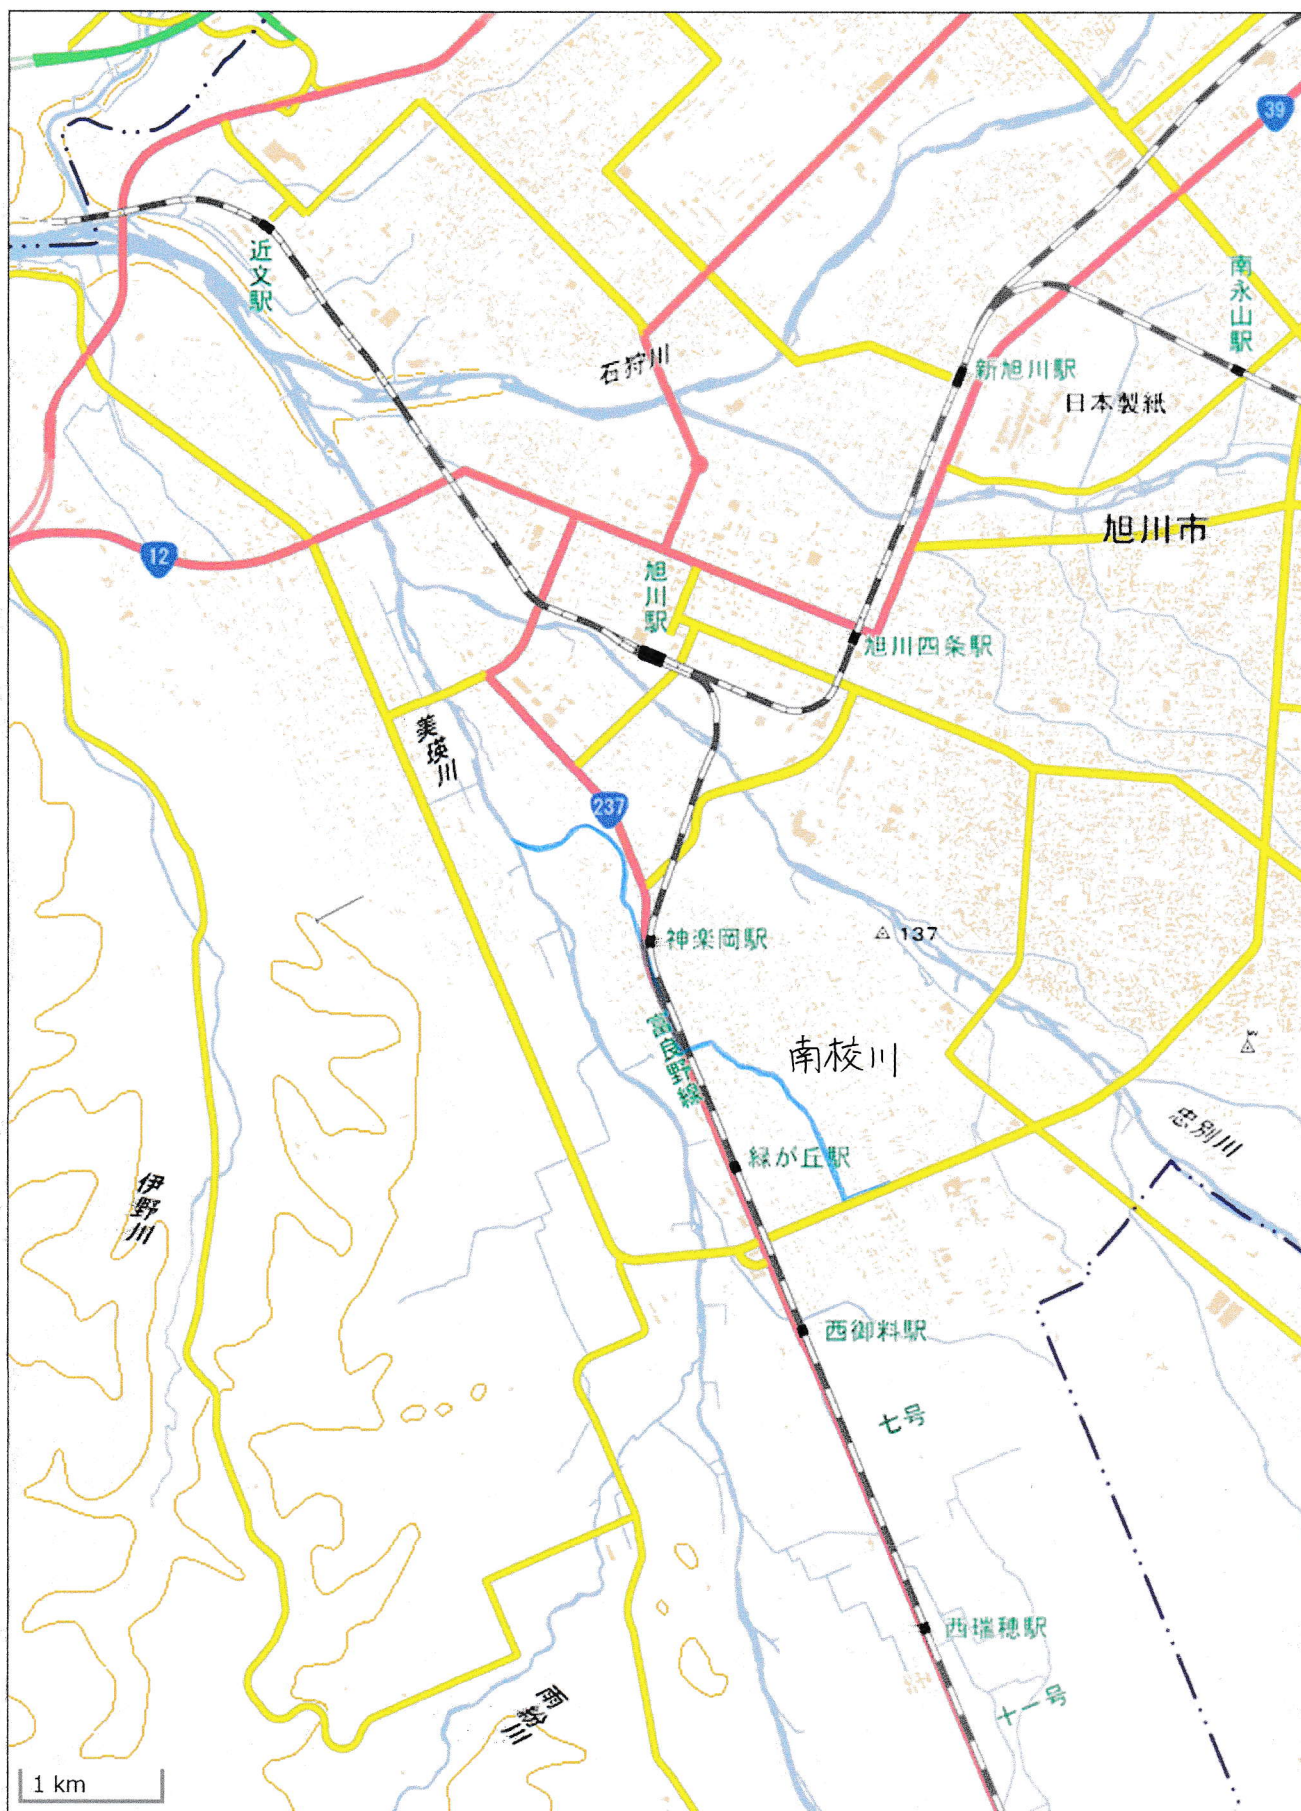 39
近文駅
南永山駅
石狩川
新旭川駅
日本製紙
旭川市
12
旭川駅
旭川四条駅
美瑛川
237
神楽岡駅
137
富良野線
南校川
忠別川
緑が丘駅
伊野川
西御料駅
七号
西瑞穂駅
雨紛川
十一号
1 km